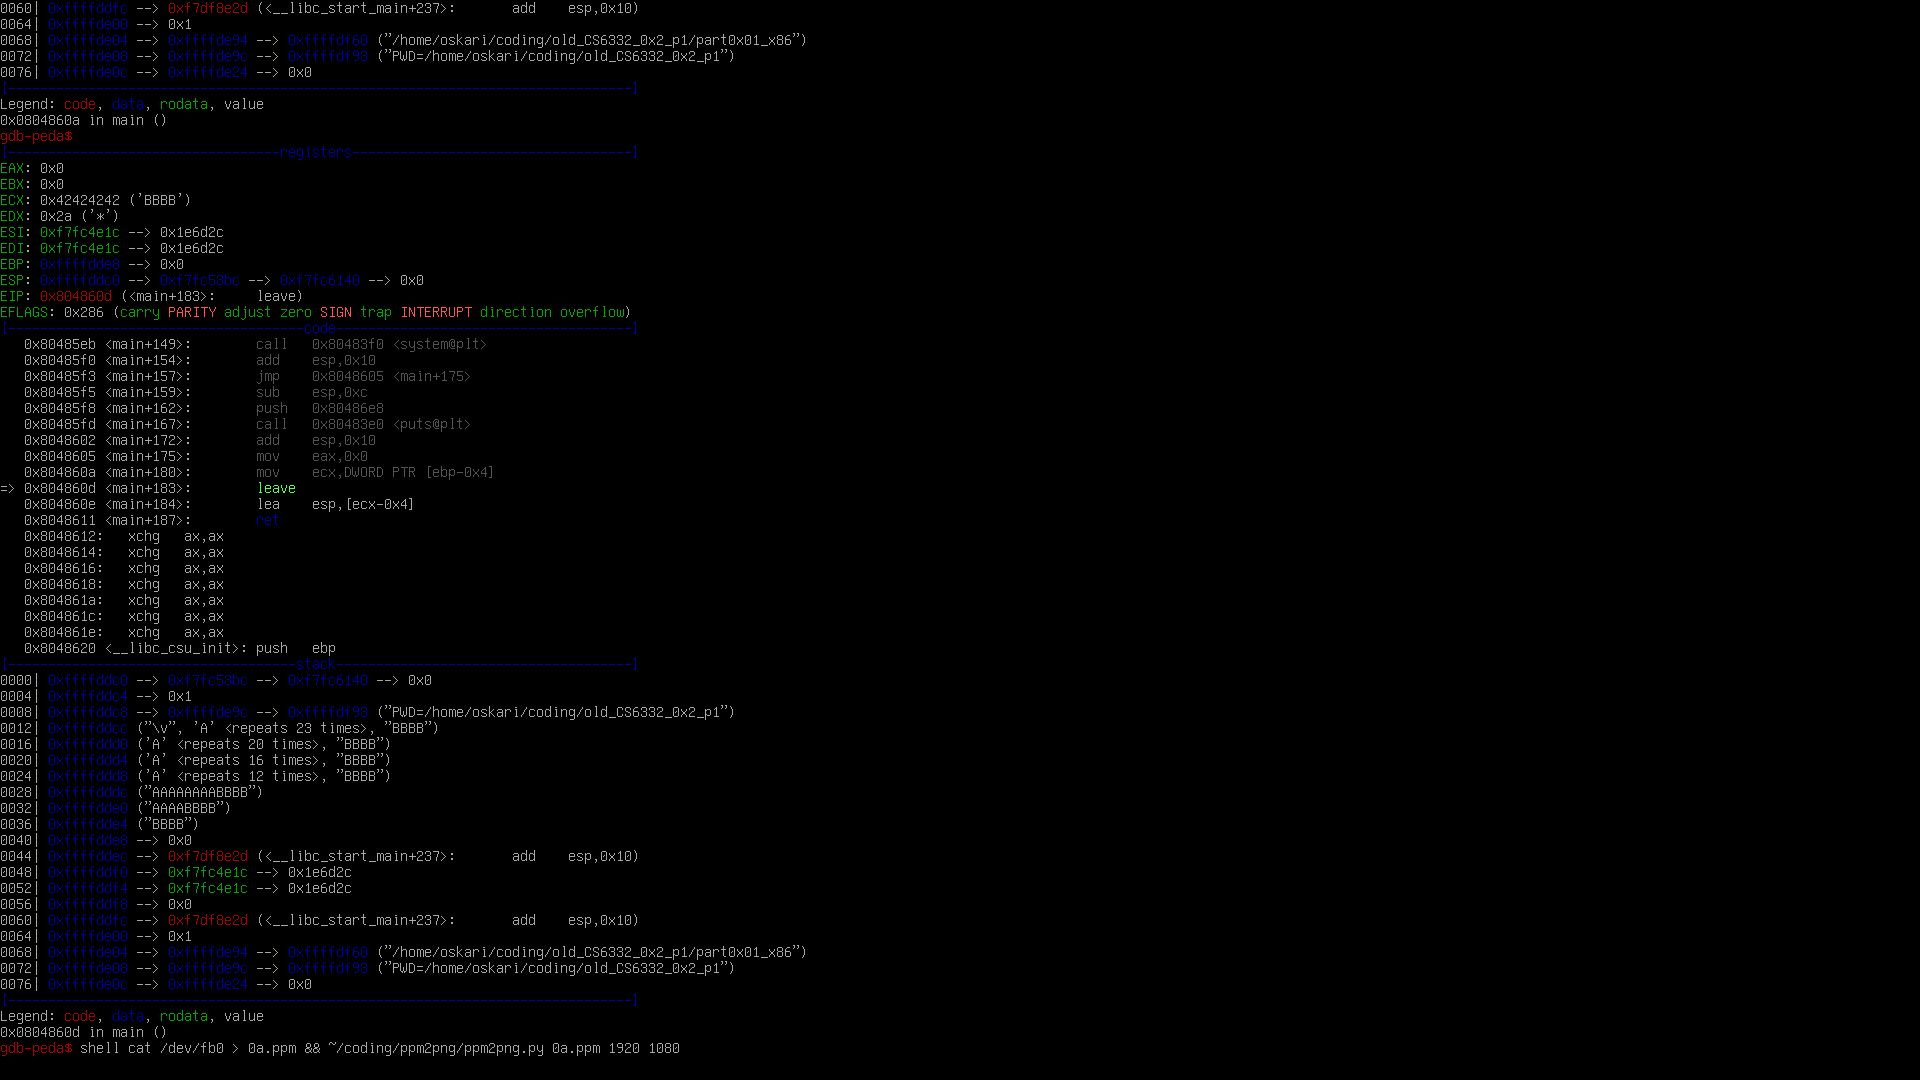 0060| 0xffffddfc --> 0xf7df8e2d (<__libc_start_main+237>:       add    esp,0x10)
0064| 0xffffde00 --> 0x1
0068| 0xffffde04 --> 0xffffde94 --> 0xffffdf60 ("/home/oskari/coding/old_CS6332_0x2_p1/part0x01_x86")
0072| 0xffffde08 --> 0xffffde9c --> 0xffffdf93 ("PWD=/home/oskari/coding/old_CS6332_0x2_p1")
0076| 0xffffde0c --> 0xffffde24 --> 0x0
[------------------------------------------------------------------------------]
Legend: code, data, rodata, value
0x0804860a in main ()
gdb-peda$
[----------------------------------registers-----------------------------------]
EAX: 0x0
EBX: 0x0
ECX: 0x42424242 ('BBBB')
EDX: 0x2a ('*')
ESI: 0xf7fc4e1c --> 0x1e6d2c
EDI: 0xf7fc4e1c --> 0x1e6d2c
EBP: 0xffffdde8 --> 0x0
ESP: 0xffffddc0 --> 0xf7fc50bc --> 0xf7fc6140 --> 0x0
EIP: 0x804860d (<main+183>:     leave)
EFLAGS: 0x286 (carry PARITY adjust zero SIGN trap INTERRUPT direction overflow)
[-------------------------------------code-------------------------------------]
   0x80485eb <main+149>:        call   0x80483f0 <system@plt>
   0x80485f0 <main+154>:        add    esp,0x10
   0x80485f3 <main+157>:        jmp    0x8048605 <main+175>
   0x80485f5 <main+159>:        sub    esp,0xc
   0x80485f8 <main+162>:        push   0x80486e8
   0x80485fd <main+167>:        call   0x80483e0 <puts@plt>
   0x8048602 <main+172>:        add    esp,0x10
   0x8048605 <main+175>:        mov    eax,0x0
   0x804860a <main+180>:        mov    ecx,DWORD PTR [ebp-0x4]
=> 0x804860d <main+183>:        leave
   0x804860e <main+184>:        lea    esp,[ecx-0x4]
   0x8048611 <main+187>:        ret
   0x8048612:   xchg   ax,ax
   0x8048614:   xchg   ax,ax
   0x8048616:   xchg   ax,ax
   0x8048618:   xchg   ax,ax
   0x804861a:   xchg   ax,ax
   0x804861c:   xchg   ax,ax
   0x804861e:   xchg   ax,ax
   0x8048620 <__libc_csu_init>: push   ebp
[------------------------------------stack-------------------------------------]
0000| 0xffffddc0 --> 0xf7fc50bc --> 0xf7fc6140 --> 0x0
0004| 0xffffddc4 --> 0x1
0008| 0xffffddc8 --> 0xffffde9c --> 0xffffdf93 ("PWD=/home/oskari/coding/old_CS6332_0x2_p1")
0012| 0xffffddcc ("\v", 'A' <repeats 23 times>, "BBBB")
0016| 0xffffddd0 ('A' <repeats 20 times>, "BBBB")
0020| 0xffffddd4 ('A' <repeats 16 times>, "BBBB")
0024| 0xffffddd8 ('A' <repeats 12 times>, "BBBB")
0028| 0xffffdddc ("AAAAAAAABBBB")
0032| 0xffffdde0 ("AAAABBBB")
0036| 0xffffdde4 ("BBBB")
0040| 0xffffdde8 --> 0x0
0044| 0xffffddec --> 0xf7df8e2d (<__libc_start_main+237>:       add    esp,0x10)
0048| 0xffffddf0 --> 0xf7fc4e1c --> 0x1e6d2c
0052| 0xffffddf4 --> 0xf7fc4e1c --> 0x1e6d2c
0056| 0xffffddf8 --> 0x0
0060| 0xffffddfc --> 0xf7df8e2d (<__libc_start_main+237>:       add    esp,0x10)
0064| 0xffffde00 --> 0x1
0068| 0xffffde04 --> 0xffffde94 --> 0xffffdf60 ("/home/oskari/coding/old_CS6332_0x2_p1/part0x01_x86")
0072| 0xffffde08 --> 0xffffde9c --> 0xffffdf93 ("PWD=/home/oskari/coding/old_CS6332_0x2_p1")
0076| 0xffffde0c --> 0xffffde24 --> 0x0
[------------------------------------------------------------------------------]
Legend: code, data, rodata, value
0x0804860d in main ()
gdb-peda$ shell cat /dev/fb0 > 0a.ppm && ~/coding/ppm2png/ppm2png.py 0a.ppm 1920 1080